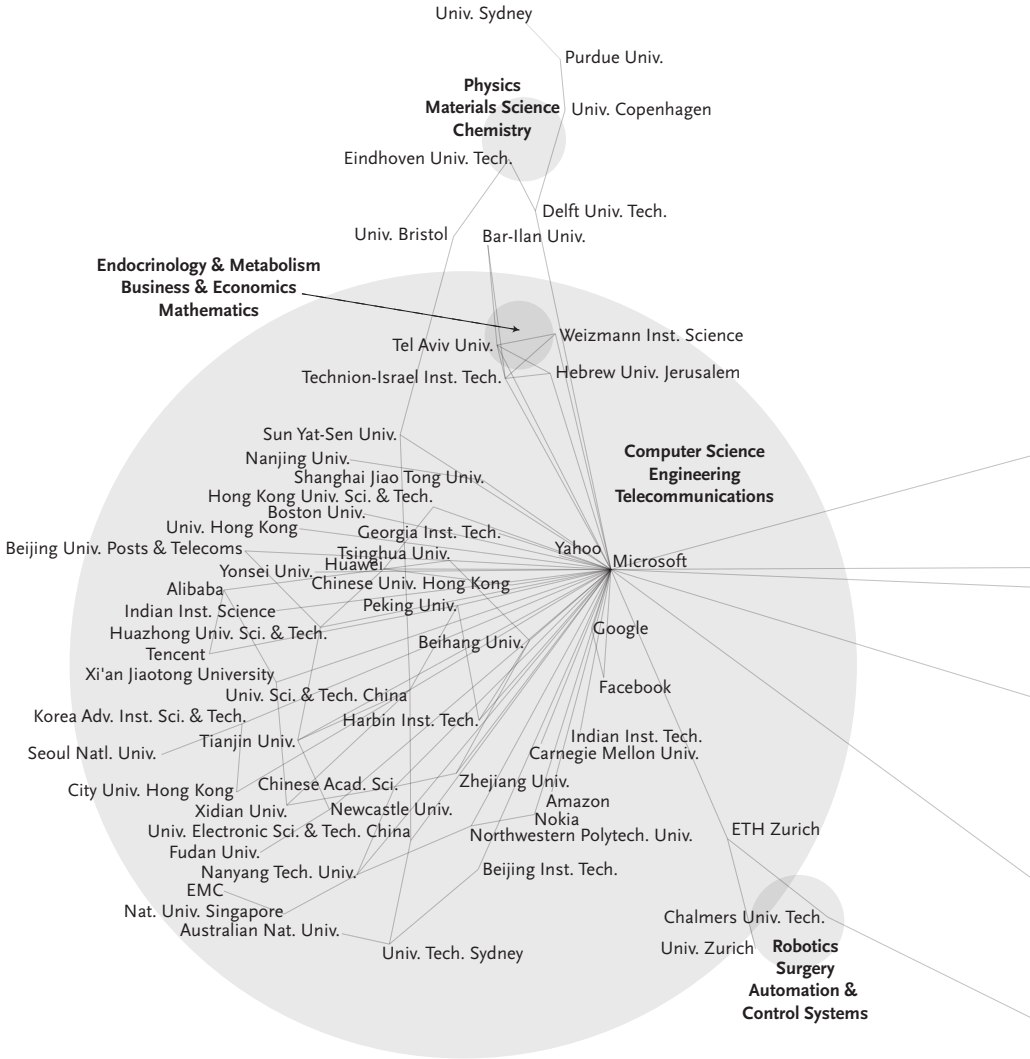 Univ. Sydney
Purdue Univ.
Physics
Materials Science
Chemistry
Univ. Copenhagen
Eindhoven Univ. Tech.
Delft Univ. Tech.
Univ. Bristol
Bar-Ilan Univ.
Endocrinology & Metabolism
Business & Economics
Mathematics
Weizmann Inst. Science
Tel Aviv Univ.
Hebrew Univ. Jerusalem
Technion-Israel Inst. Tech.
Sun Yat-Sen Univ.
Computer Science
Engineering
Telecommunications
Nanjing Univ.
Shanghai Jiao Tong Univ.
Hong Kong Univ. Sci. & Tech.
Boston Univ.
Univ. Hong Kong
Georgia Inst. Tech.
Beijing Univ. Posts & Telecoms
Tsinghua Univ.
Yahoo
Microsoft
Huawei
Yonsei Univ.
Chinese Univ. Hong Kong
Alibaba
Peking Univ.
Indian Inst. Science
Google
Huazhong Univ. Sci. & Tech.
Beihang Univ.
Tencent
Xi'an Jiaotong University
Facebook
Univ. Sci. & Tech. China
Korea Adv. Inst. Sci. & Tech.
Harbin Inst. Tech.
Indian Inst. Tech.
Tianjin Univ.
Seoul Natl. Univ.
Carnegie Mellon Univ.
Chinese Acad. Sci.
Zhejiang Univ.
City Univ. Hong Kong
Amazon
Xidian Univ.
Newcastle Univ.
Nokia
Univ. Electronic Sci. & Tech. China
Northwestern Polytech. Univ.
ETH Zurich
Fudan Univ.
Nanyang Tech. Univ.
Beijing Inst. Tech.
EMC
Nat. Univ. Singapore
Chalmers Univ. Tech.
Australian Nat. Univ.
Univ. Tech. Sydney
Univ. Zurich
Robotics
Surgery
Automation &
Control Systems